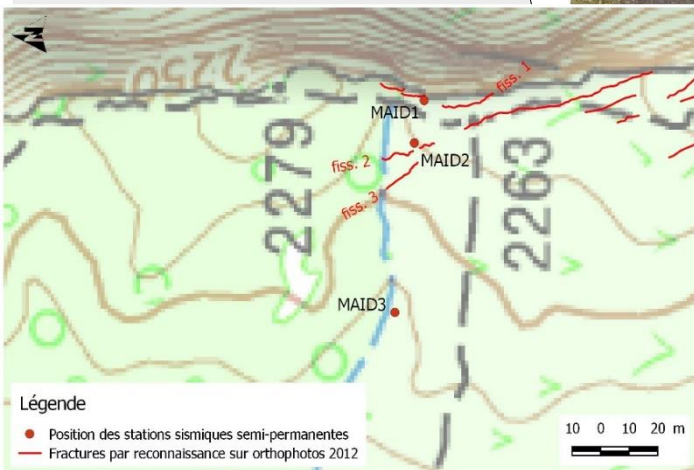 2250
2279
2263
fiss. 1
MAID1
MAID2
fiss. 2
fiss. 3
MAID3
Légende
Position des stations sismiques semi-permanentes
Fractures par reconnaissance sur orthophotos 2012
10 0 10 20 m